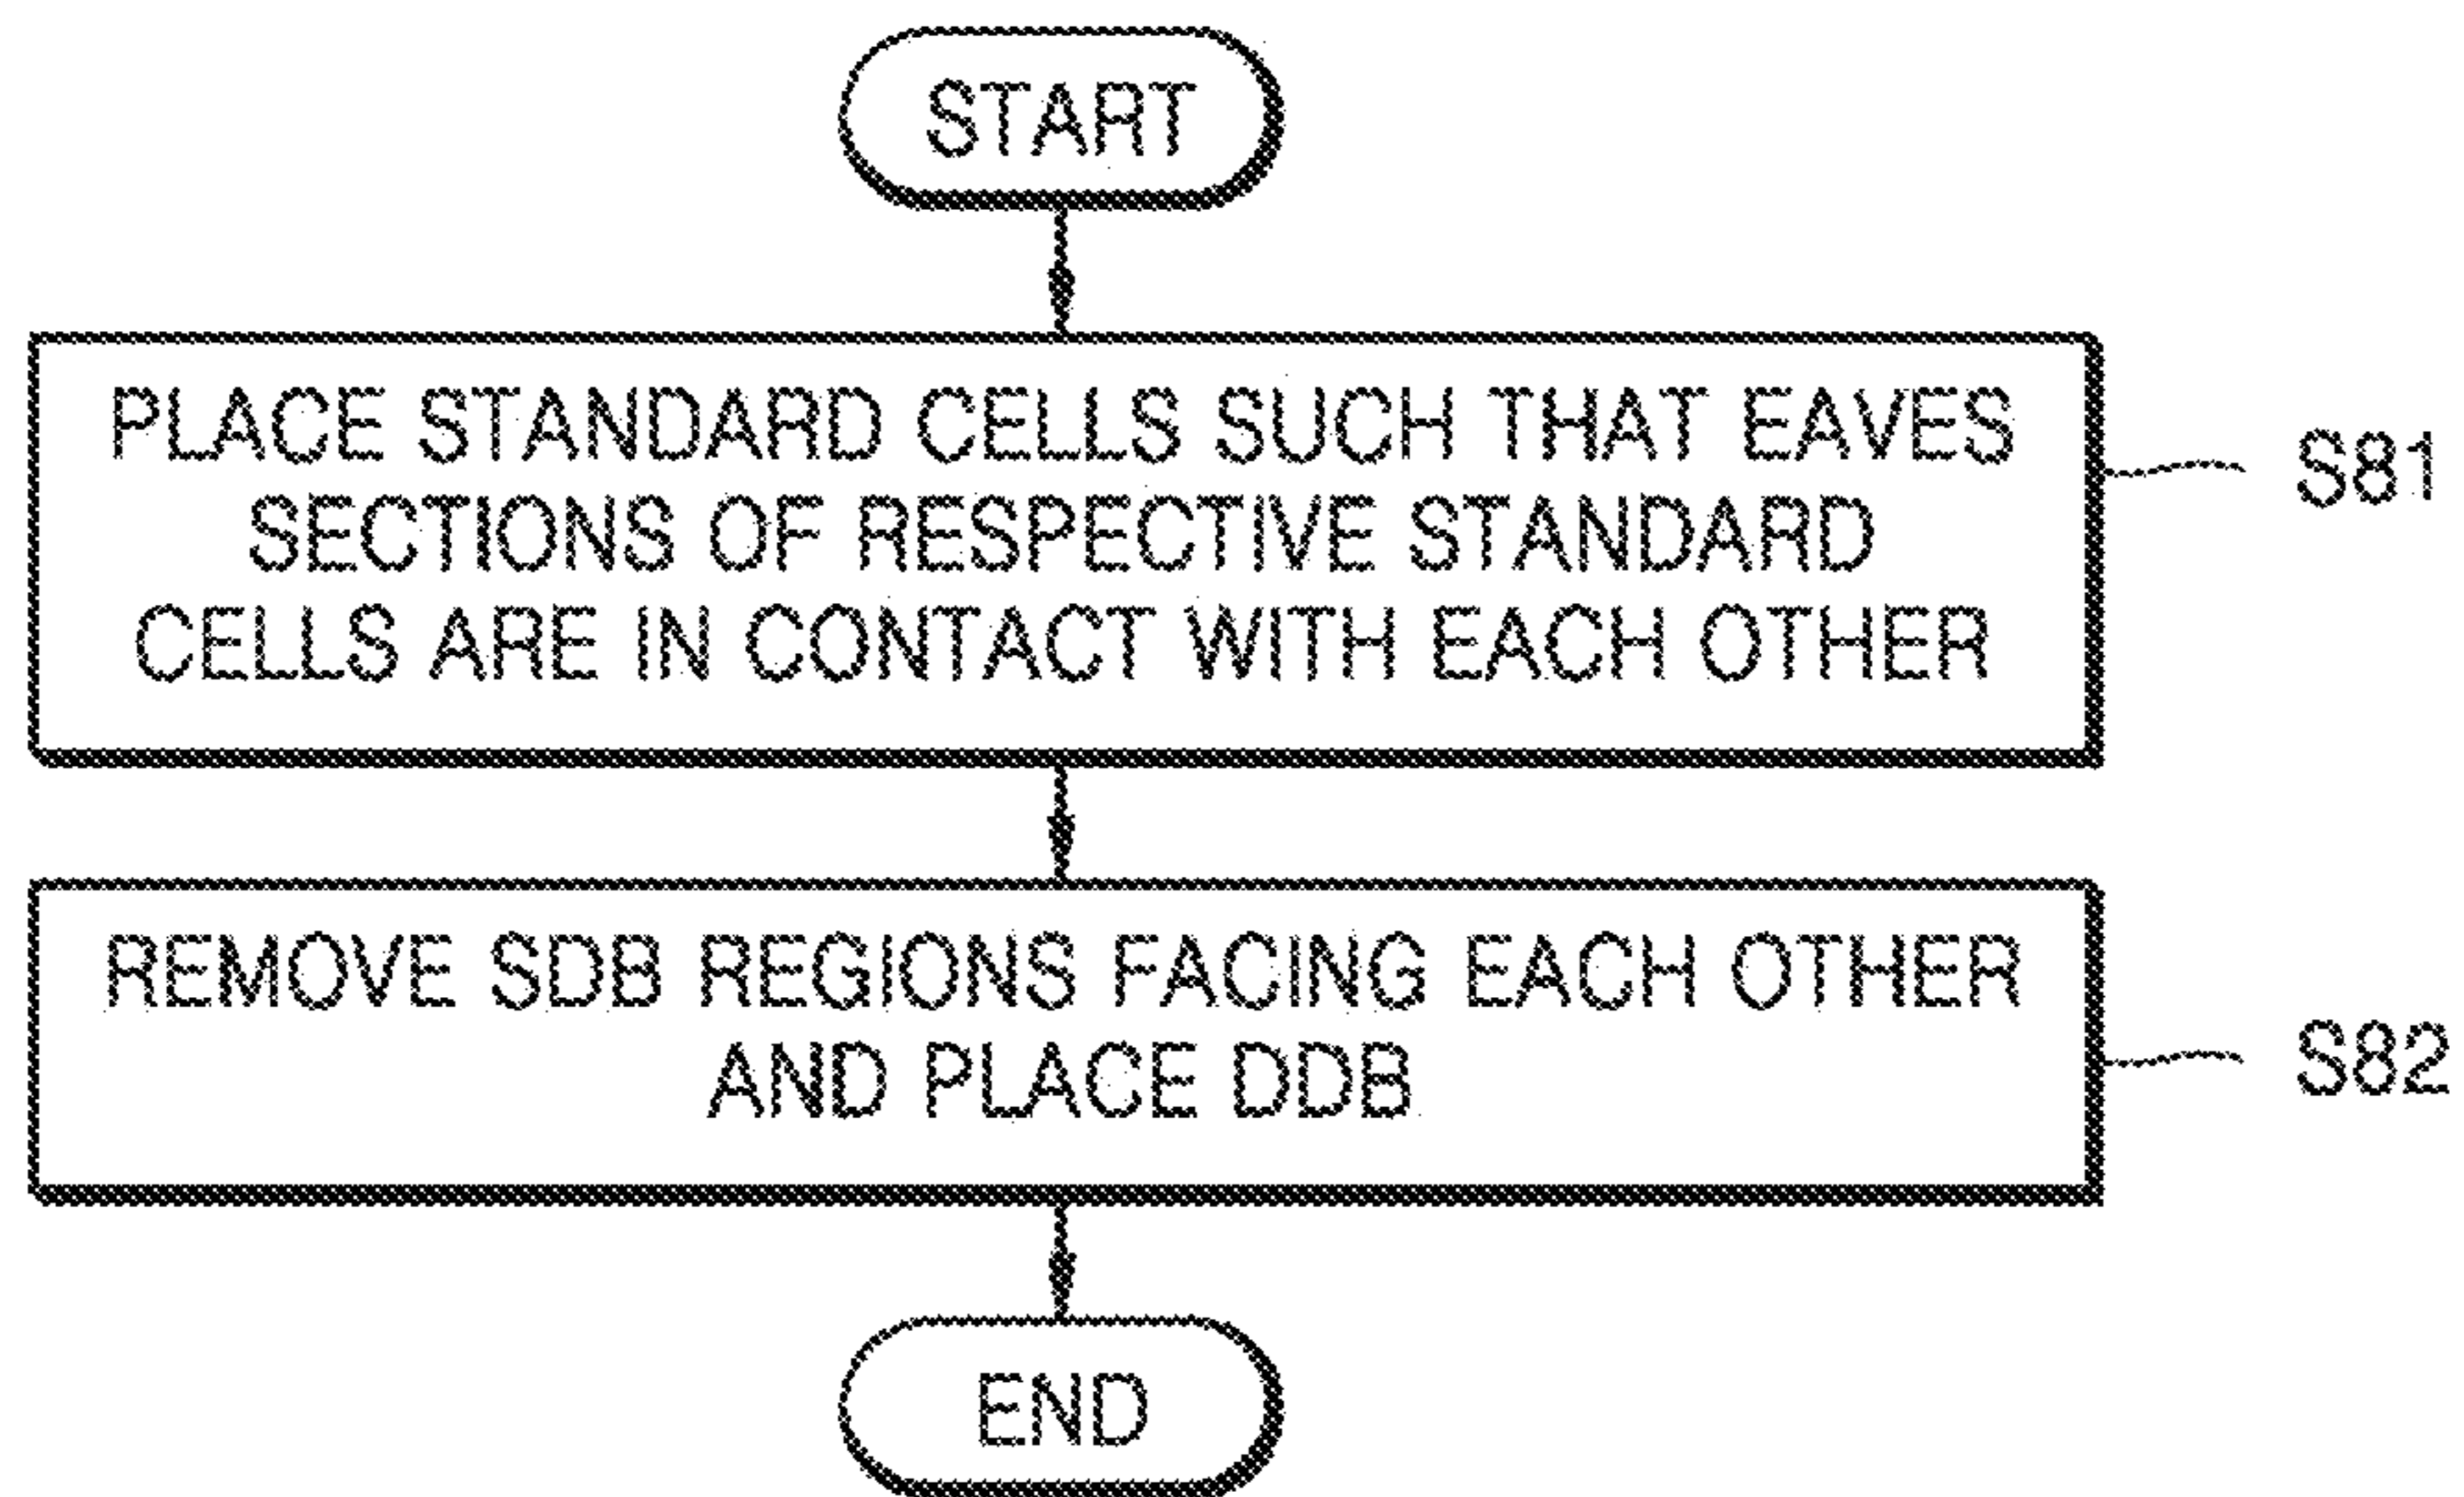 START
PLACE STANDARD CELLS SUCH THAT EAVES
SECTIONS OF RESPECTIVE STANDARD
CELLS ARE IN CONTACT WITH EACH OTHER
S81
REMOVE SDB REGIONS FACING EACH OTHER
AND PLACE DDB
S82
END